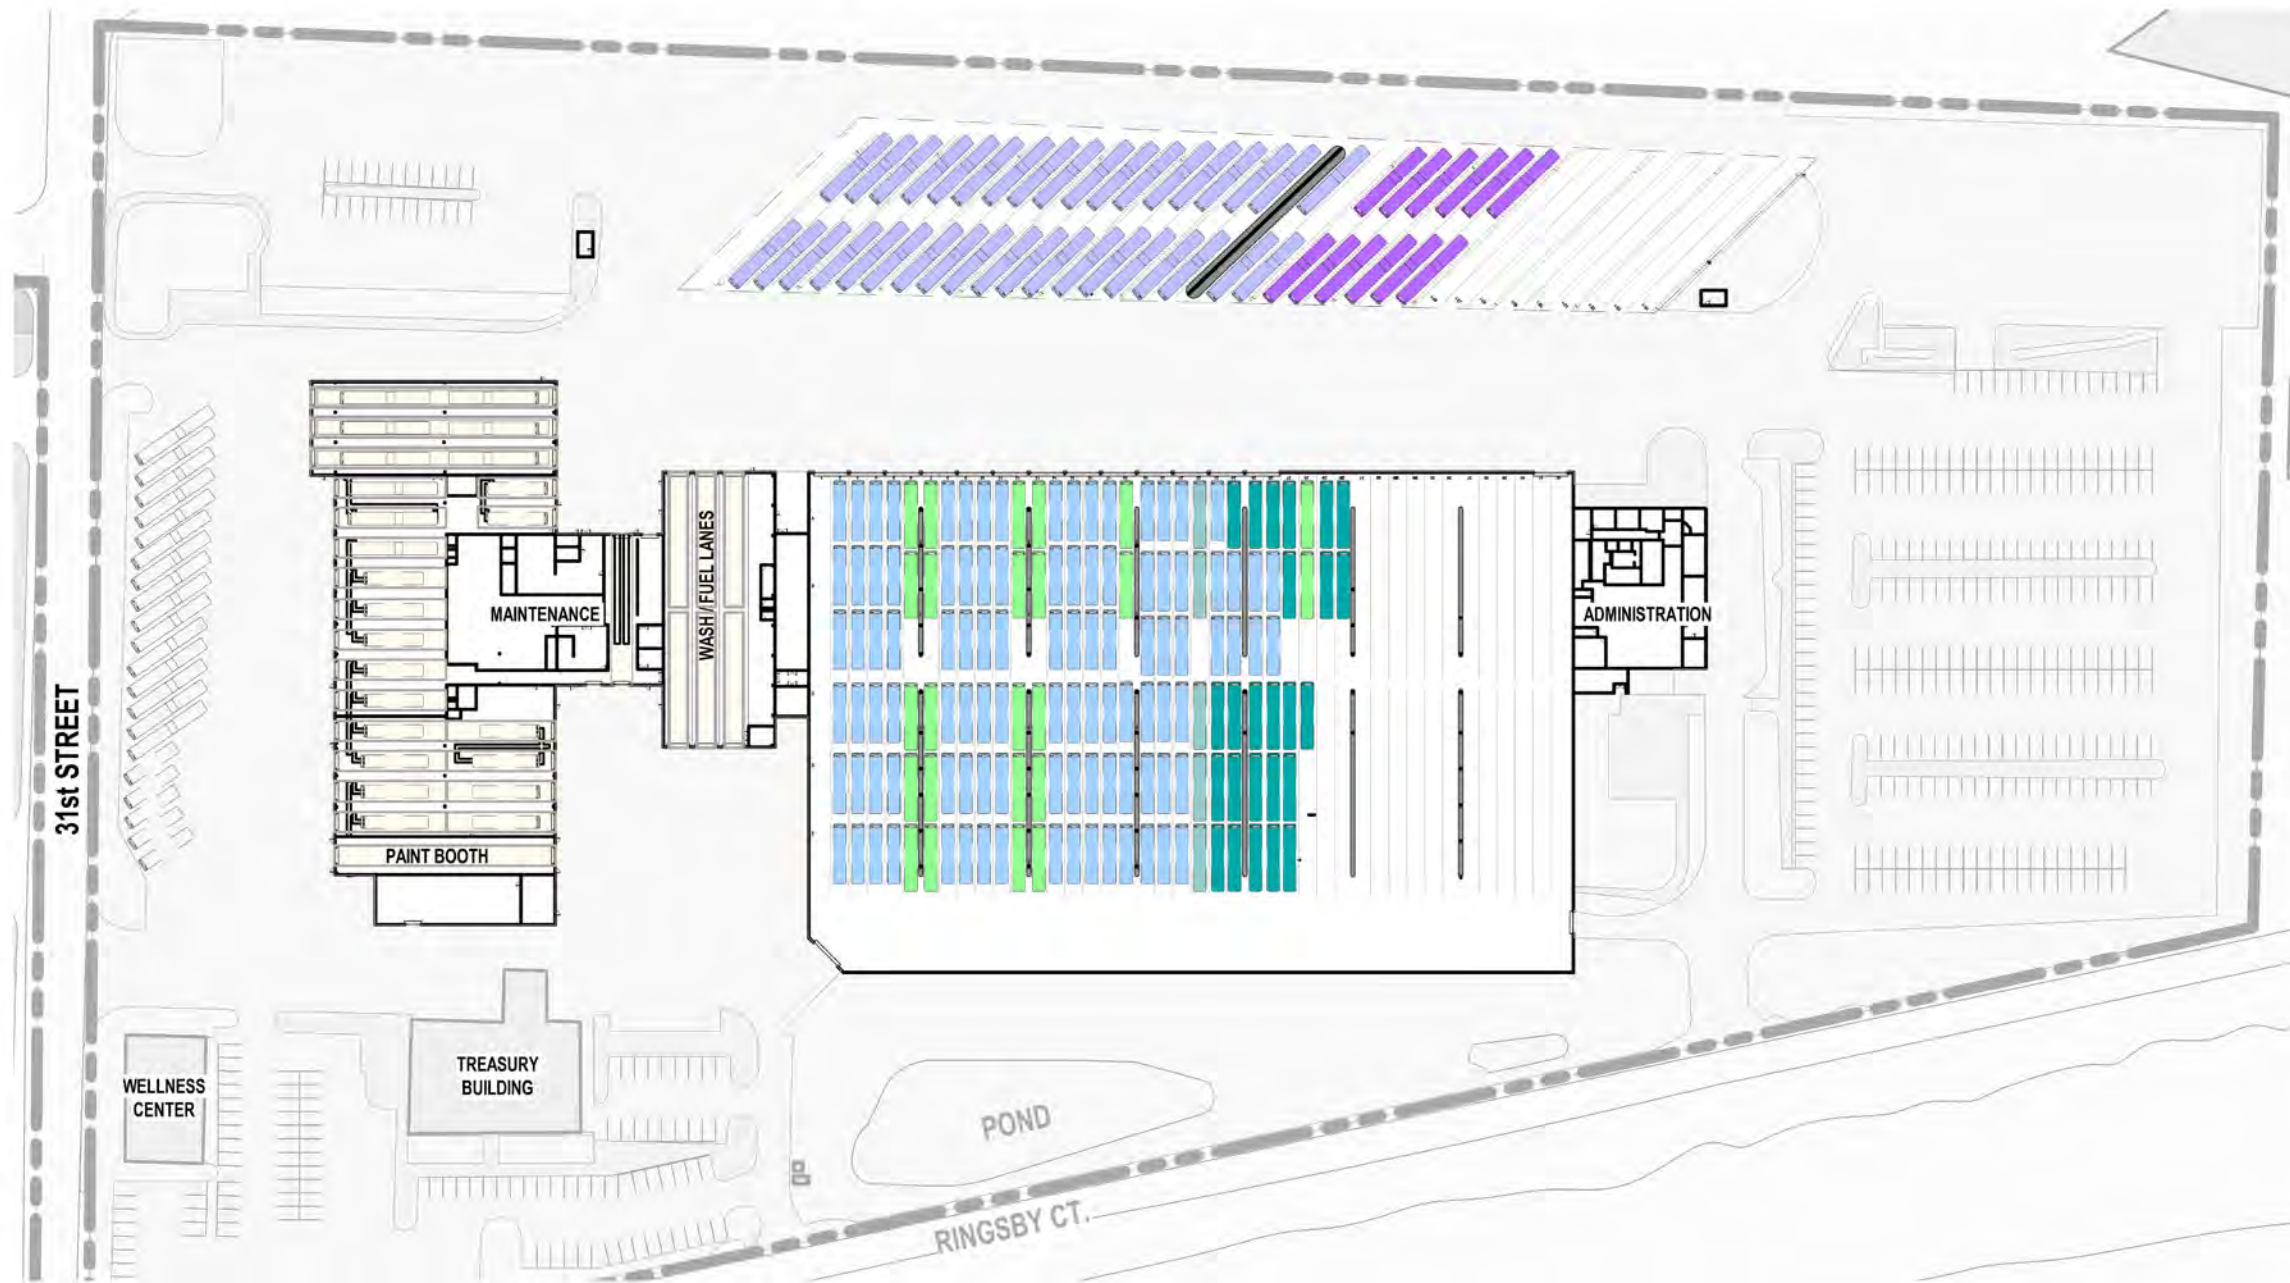 31st STREET
MAINTENANCE
WASH / FUEL LANES
ADMINISTRATION
PAINT BOOTH
WELLNESS
CENTER
TREASURY
BUILDING
POND
RINGSBY CT.